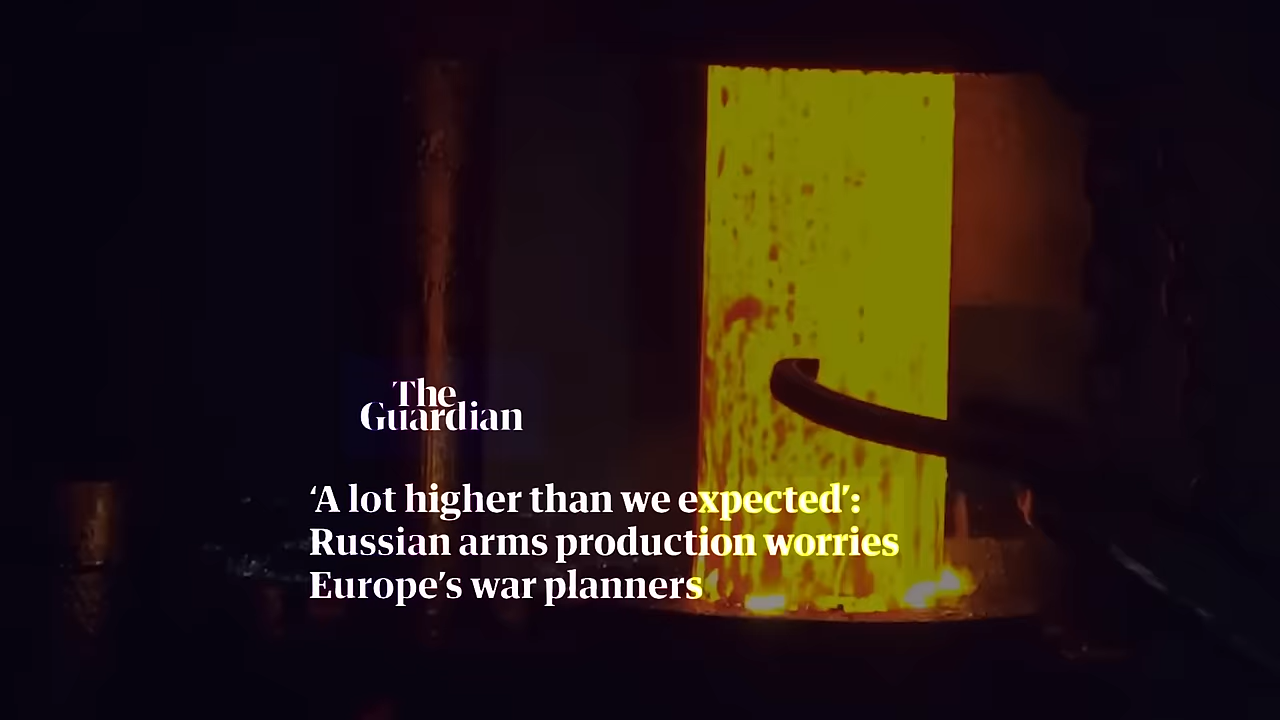 The
Guardian
‘A lot higher than we expected’:
Russian arms production worries
Europe’s war planners